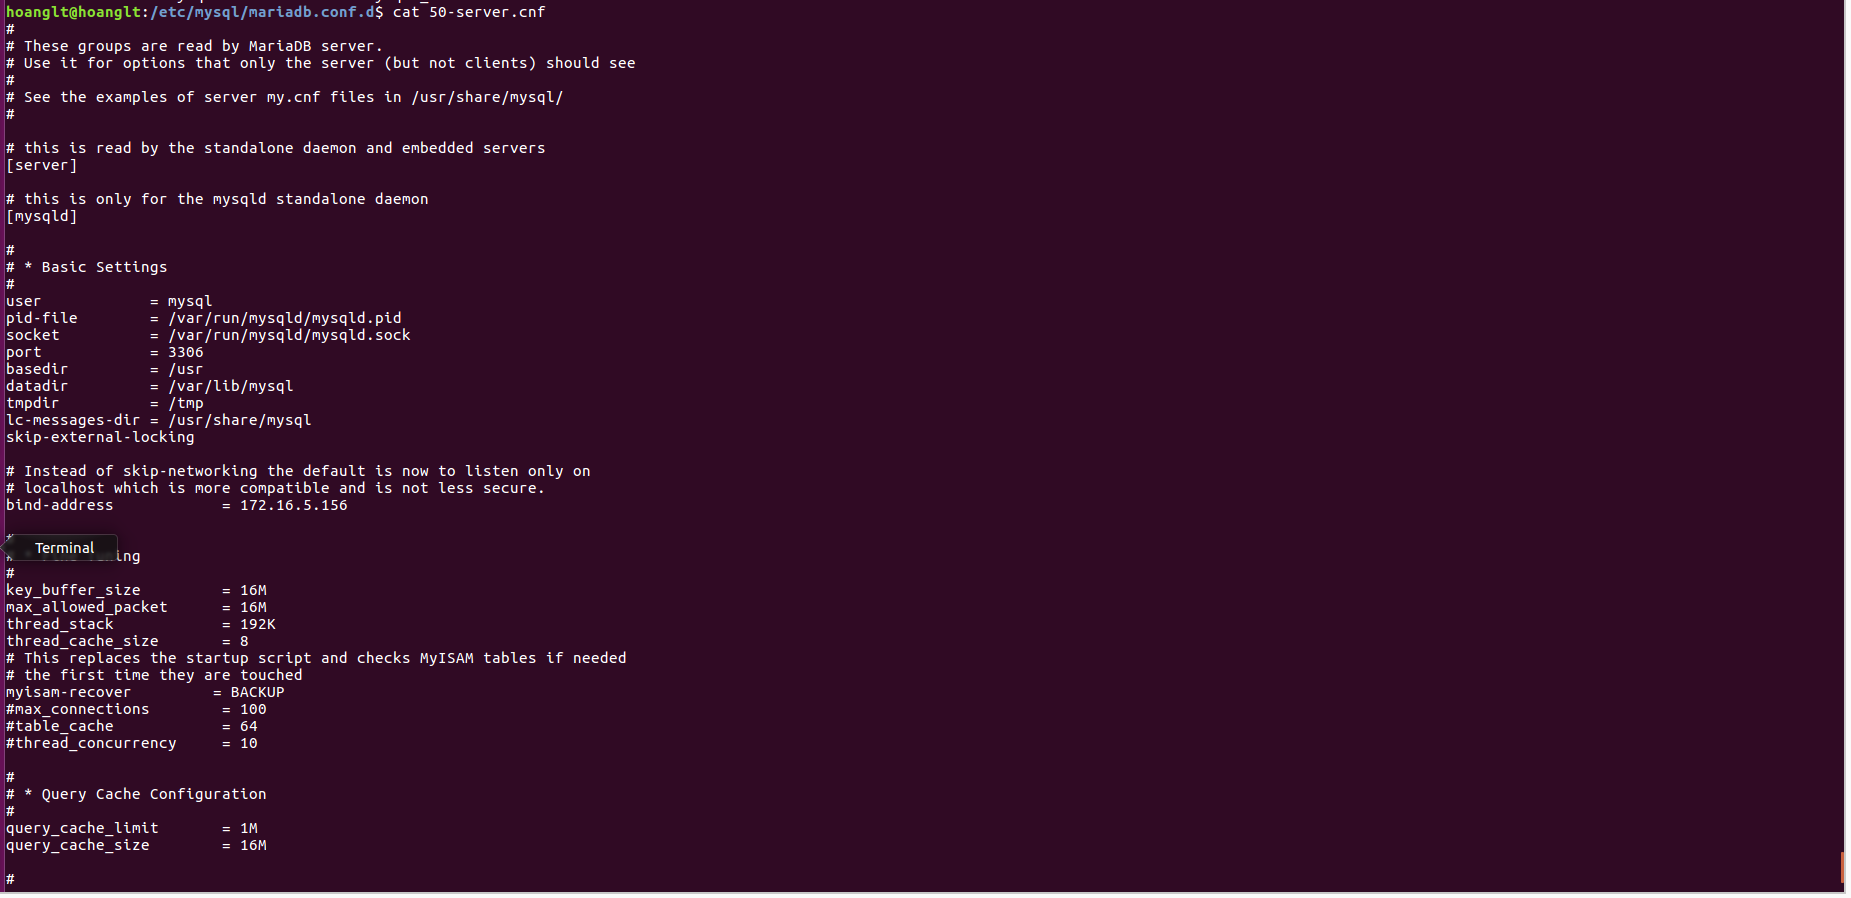 hoanglt@hoanglt:/etc/mysql/mariadb.conf.d$ cat 50-server.cnf
#
# These groups are read by MariaDB server.
# Use it for options that only the server (but not clients) should see
#
# See the examples of server my.cnf files in /usr/share/mysql/
#
# this is read by the standalone daemon and embedded servers
[server]
# this is only for the mysqld standalone daemon
[mysqld]
#
# * Basic Settings
#
user            = mysql
pid-file        = /var/run/mysqld/mysqld.pid
socket          = /var/run/mysqld/mysqld.sock
port            = 3306
basedir         = /usr
datadir         = /var/lib/mysql
tmpdir          = /tmp
lc-messages-dir = /usr/share/mysql
skip-external-locking
# Instead of skip-networking the default is now to listen only on
# localhost which is more compatible and is not less secure.
bind-address            = 172.16.5.156
#
Terminal
#
key_buffer_size         = 16M
max_allowed_packet      = 16M
thread_stack            = 192K
thread_cache_size       = 8
# This replaces the startup script and checks MyISAM tables if needed
# the first time they are touched
myisam-recover         = BACKUP
#max_connections        = 100
#table_cache            = 64
#thread_concurrency     = 10
#
# * Query Cache Configuration
#
query_cache_limit       = 1M
query_cache_size        = 16M
#